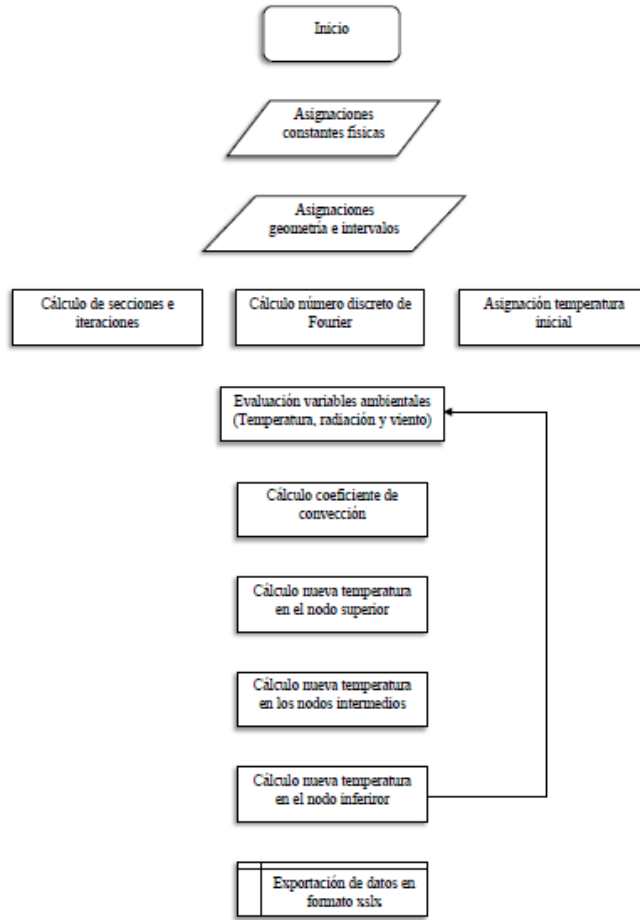 Inicio
Asignaciones
constantes físicas
Asignaciones
geometría e intervalos
Cálculo de secciones e
iteraciones
Cálculo número discreto de
Fourier
Asignación temperatura
inicial
Evaluación variables ambientales
(Temperatura, radiación y viento)
Cálculo coeficiente de
convección
Cálculo nueva temperatura
en el nodo superior
Cálculo nueva temperatura
en los nodos intermedios
Cálculo nueva temperatura
en el nodo inferiror
Exportación de datos en
formato xslx